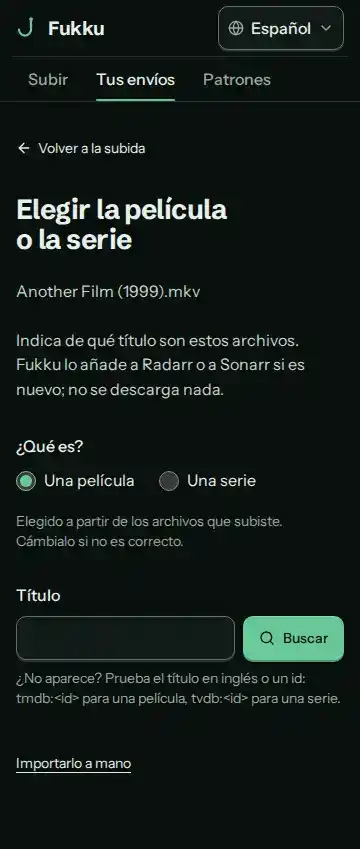 Fukku
Español
Subir
Tus envíos
Patrones
Volver a la subida
Elegir la película
o la serie
Another Film (1999).mkv
Indica de qué título son estos archivos.
Fukku lo añade a Radarr o a Sonarr si es
nuevo; no se descarga nada.
¿Qué es?
Una película
Una serie
Elegido a partir de los archivos que subiste.
Cámbialo si no es correcto.
Título
Buscar
¿No aparece? Prueba el título en inglés o un id:
tmdb:<id> para una película, tvdb:<id> para una serie.
Importarlo a mano